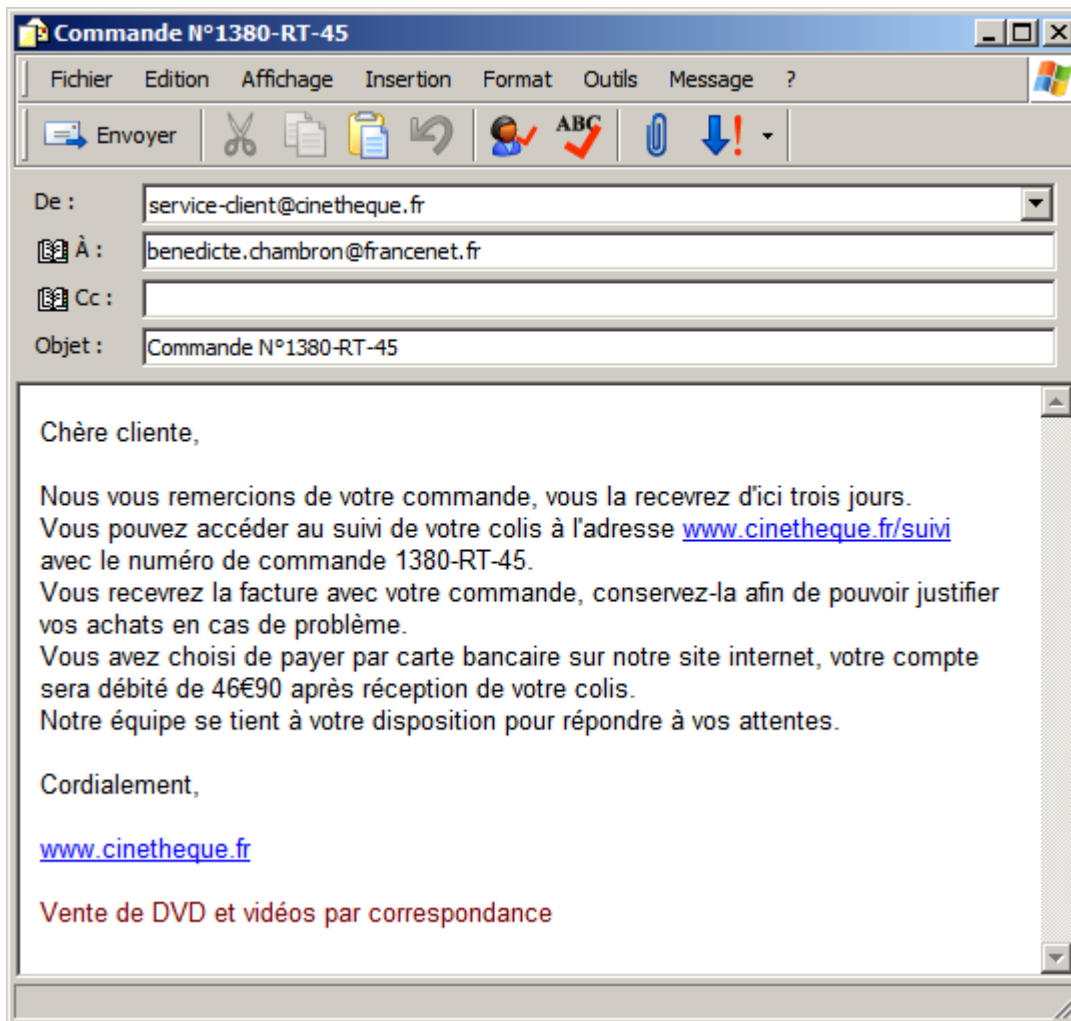 Commande N°1380-RT-45
Fichier Edition Affichage Insertion Format Outils Message ?
Envoyer ABC
De : service-client@cinetheque.fr
À : benedicte.chambron@francenet.fr
Cc :
Objet : Commande N°1380-RT-45
Chère cliente,
Nous vous remercions de votre commande, vous la recevrez d'ici trois jours.
Vous pouvez accéder au suivi de votre colis à l'adresse www.cinetheque.fr/suivi
avec le numéro de commande 1380-RT-45.
Vous recevrez la facture avec votre commande, conservez-la afin de pouvoir justifier
vos achats en cas de problème.
Vous avez choisi de payer par carte bancaire sur notre site internet, votre compte
sera débité de 46€90 après réception de votre colis.
Notre équipe se tient à votre disposition pour répondre à vos attentes.
Cordialement,
www.cinetheque.fr
Vente de DVD et vidéos par correspondance